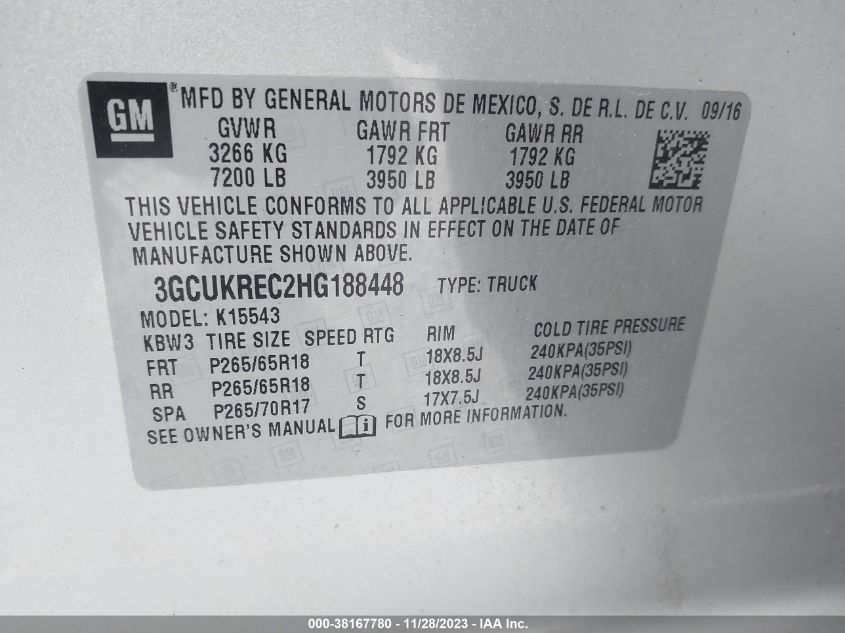 GM ® MFD BY GENERAL MOTORS DE MEXICO, S. DE R.L. DE C.V. 09/16
GVWR GAWR FRT GAWR RR
3266 KG 1792 KG 1792 KG
7200 LB 3950 LB 3950 LB
THIS VEHICLE CONFORMS TO ALL APPLICABLE U.S. FEDERAL MOTOR
VEHICLE SAFETY STANDARDS IN EFFECT ON THE DATE OF
MANUFACTURE SHOWN ABOVE.
3GCUKREC2HG188448 TYPE: TRUCK
MODEL: K15543
KBW3 TIRE SIZE SPEED RTG RIM COLD TIRE PRESSURE
FRT P265/65R18 T 18X8.5J 240KPA(35PSI)
RR P265/65R18 T 18X8.5J 240KPA(35PSI)
SPA P265/70R17 S 17X7.5J 240KPA(35PSI)
SEE OWNER'S MANUAL i FOR MORE INFORMATION.
000-38167780 - 11/28/2023 - IAA Inc.